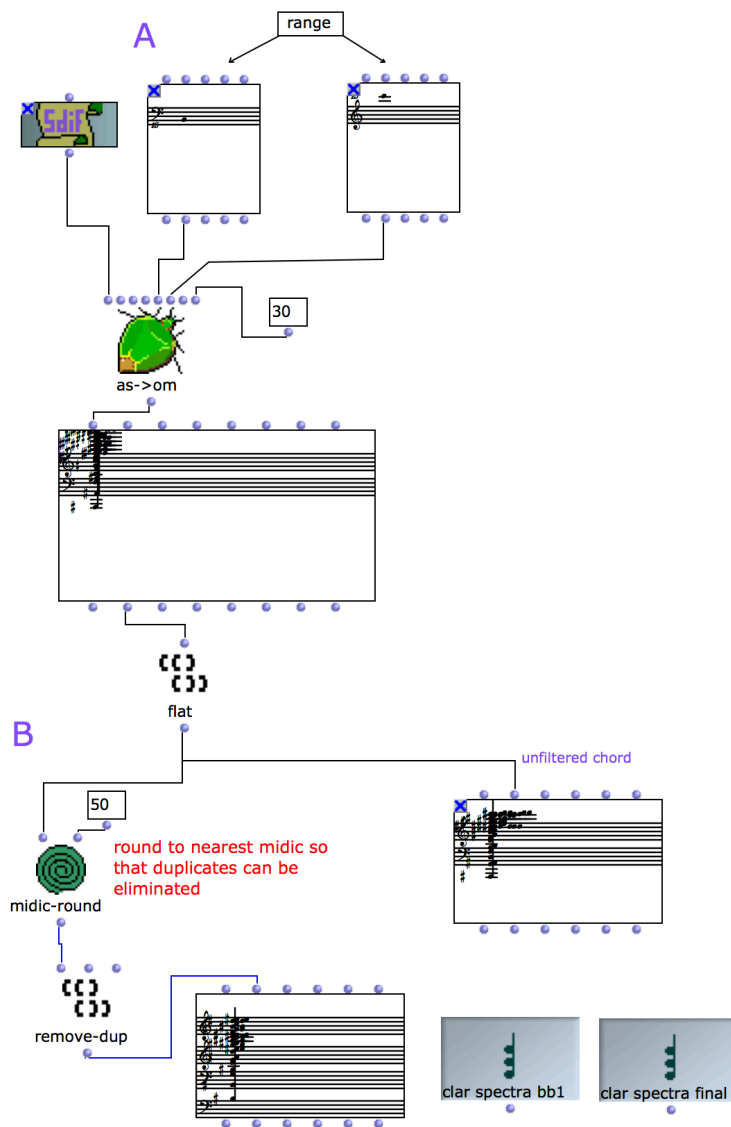 A
range
Sdif
30
as->om
flat
B
unfiltered chord
50
round to nearest midic so
that duplicates can be
eliminated
midic-round
remove-dup
clar spectra bb1
clar spectra final